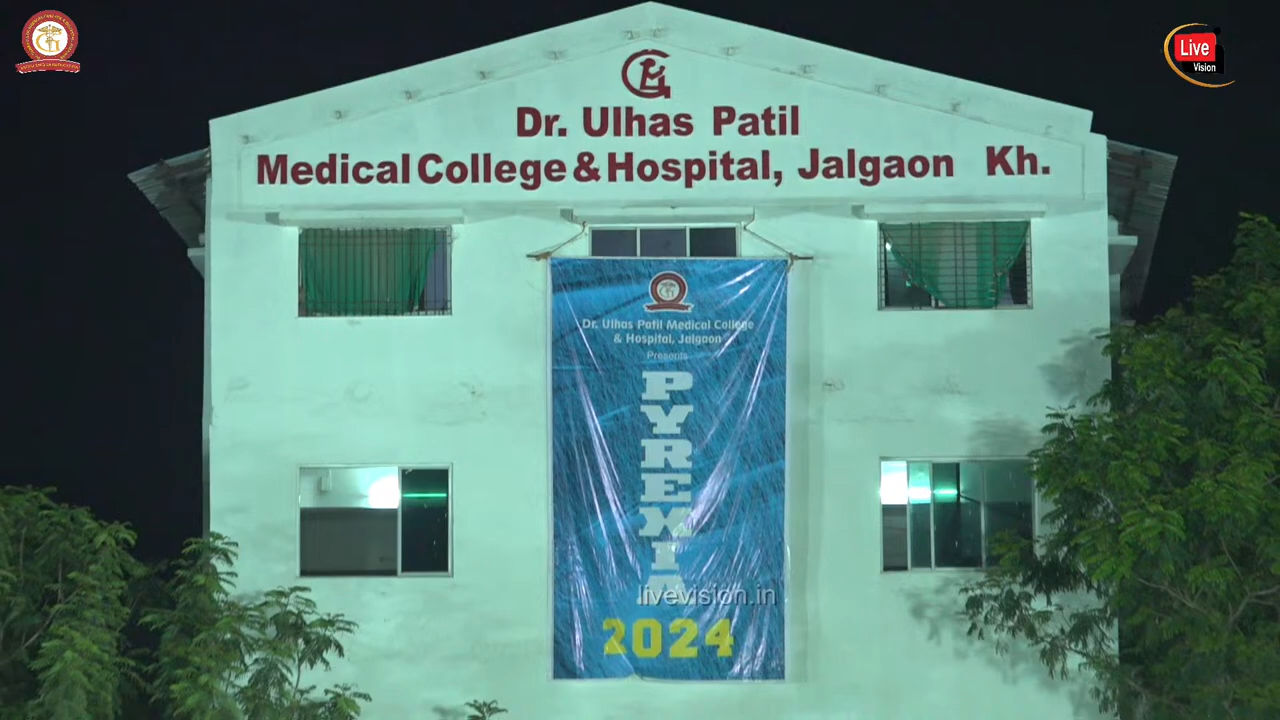 Live
Vision
Dr. Ulhas Patil
Medical College & Hospital, Jalgaon Kh.
Dr. Ulhas Patil Medical College
& Hospital, Jalgaon
Presents
PYREXIA
livevision.in
2024